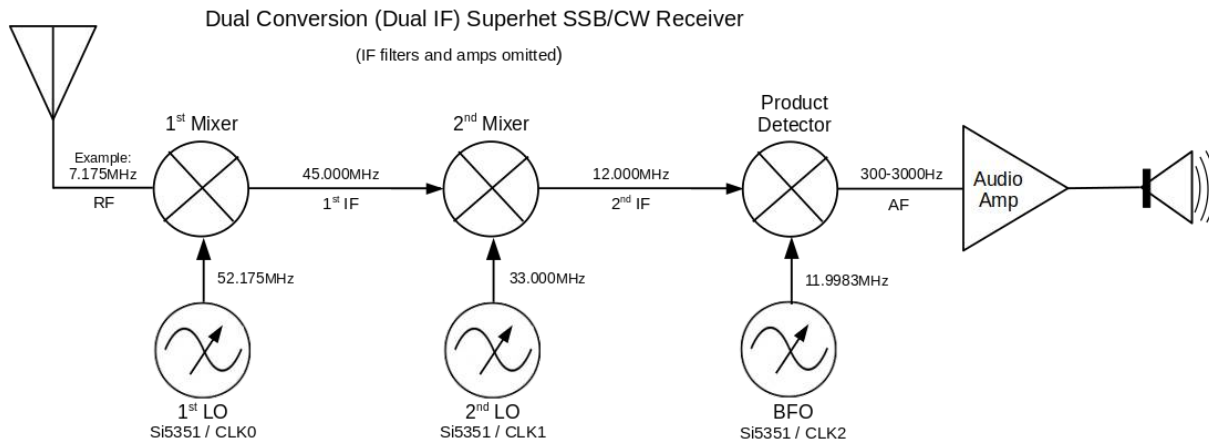 Dual Conversion (Dual IF) Superhet SSB/CW Receiver
(IF filters and amps omitted)
1st Mixer
2nd Mixer
Product
Detector
Example:
7.175MHz
RF
45.000MHz
1st IF
12.000MHz
2nd IF
300-3000Hz
AF
Audio
Amp
52.175MHz
33.000MHz
11.9983MHz
1st LO
Si5351 / CLK0
2nd LO
Si5351 / CLK1
BFO
Si5351 / CLK2